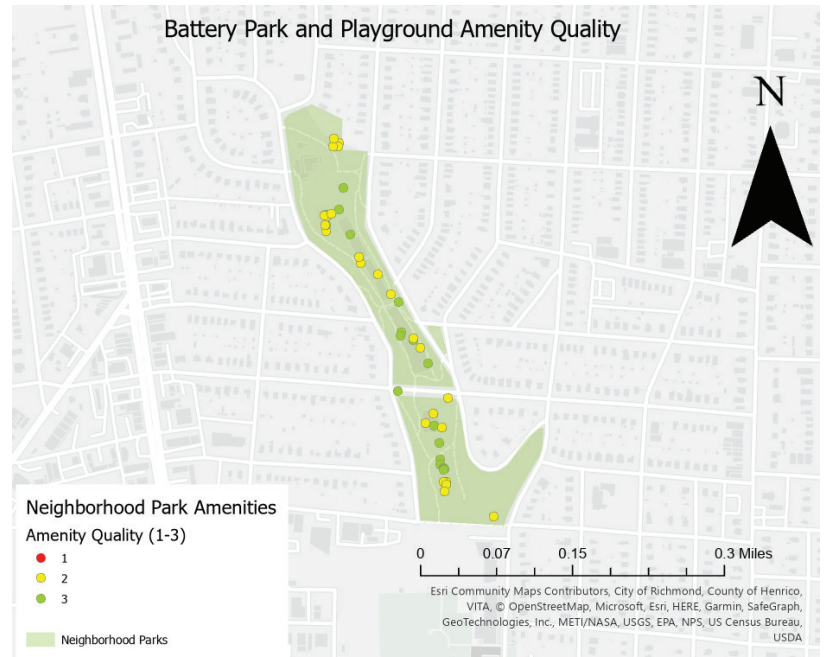 Battery Park and Playground Amenity Quality
N
Neighborhood Park Amenities
Amenity Quality (1-3)
1
2
3
Neighborhood Parks
0 0.07 0.15 0.3 Miles
Esri Community Maps Contributors, City of Richmond, County of Henrico,
VITA, © OpenStreetMap, Microsoft, Esri, HERE, Garmin, SafeGraph,
GeoTechnologies, Inc., METI/NASA, USGS, EPA, NPS, US Census Bureau,
USDA